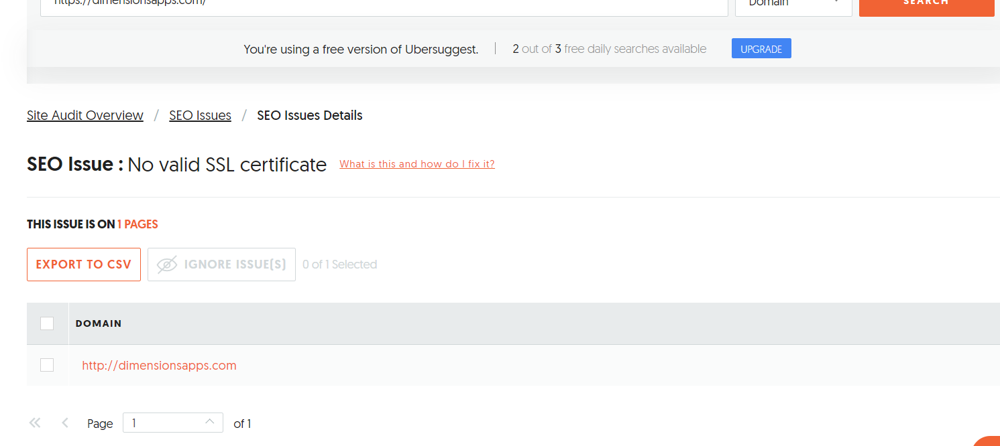 https://dimensionsapps.com/
Domain
SEARCH
You're using a free version of Ubersuggest. 2 out of 3 free daily searches available UPGRADE
Site Audit Overview / SEO Issues / SEO Issues Details
SEO Issue : No valid SSL certificate What is this and how do I fix it?
THIS ISSUE IS ON 1 PAGES
EXPORT TO CSV IGNORE ISSUE(S) 0 of 1 Selected
DOMAIN
http://dimensionsapps.com
Page 1 of 1